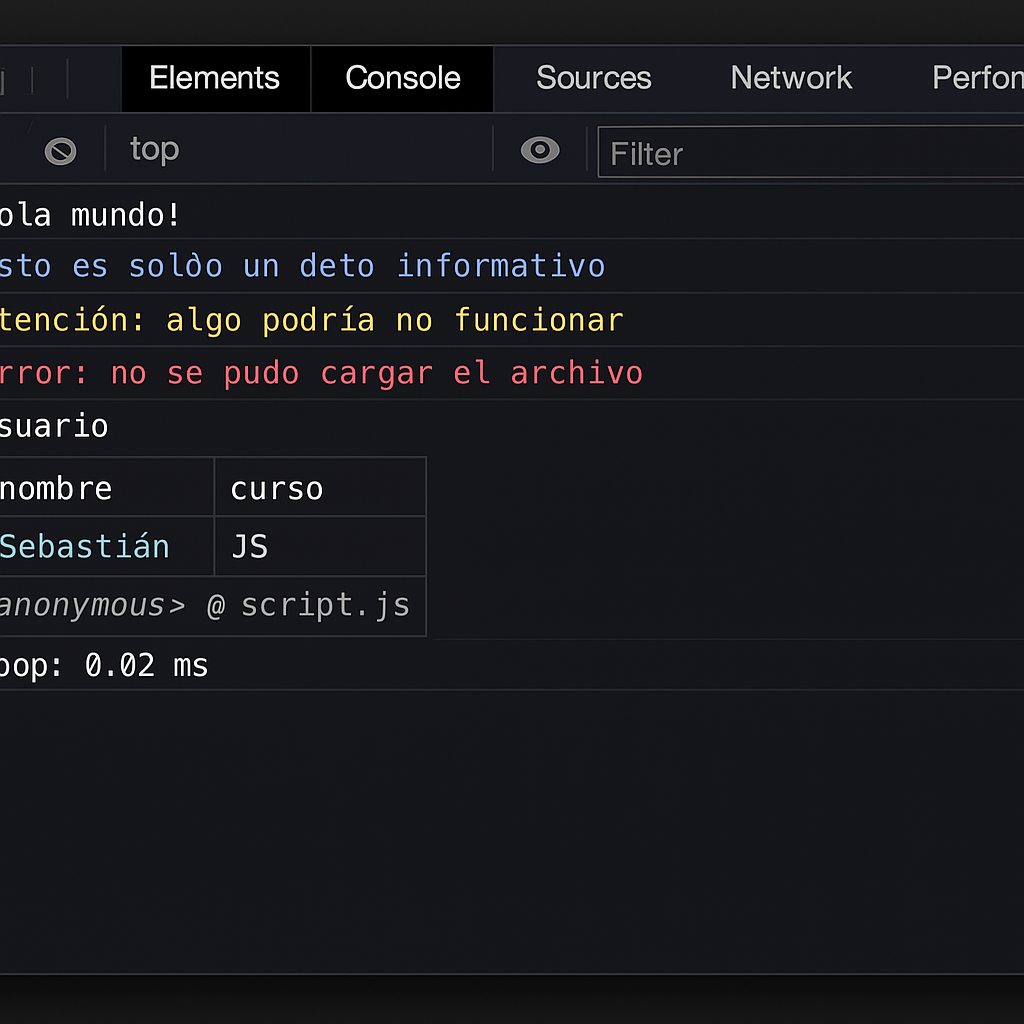 Elements Console Sources Network Perfon
top Filter
ola mundo!
sto es solòo un deto informativo
tención: algo podría no funcionar
rror: no se pudo cargar el archivo
suario
nombre curso
Sebastián JS
anonymous> @ script.js
oop: 0.02 ms